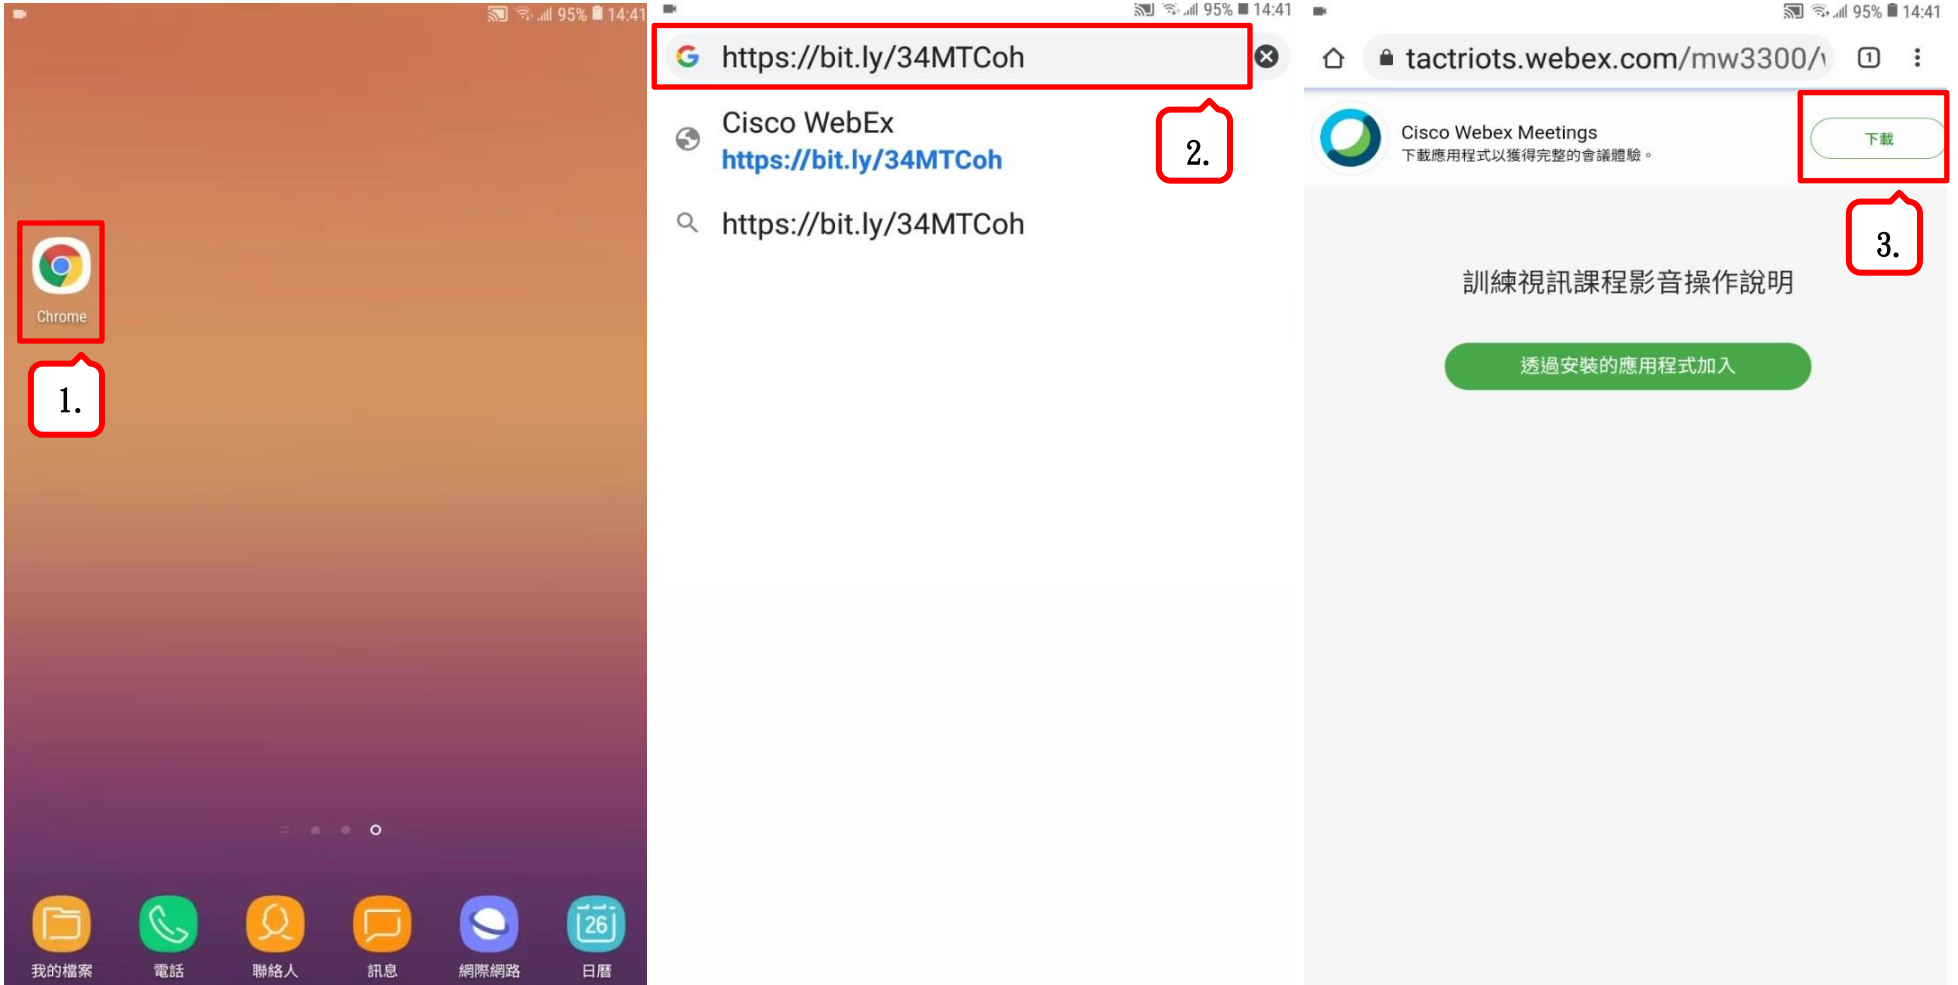 95% 14:41
Chrome
1.
26
我的檔案 電話 聯絡人 訊息 網際網路 日曆
95% 14:41
https://bit.ly/34MTCoh
Cisco WebEx
https://bit.ly/34MTCoh
2.
https://bit.ly/34MTCoh
95% 14:41
tactriots.webex.com/mw3300/
1
Cisco Webex Meetings
下載應用程式以獲得完整的會議體驗。
下載
3.
訓練視訊課程影音操作說明
透過安裝的應用程式加入